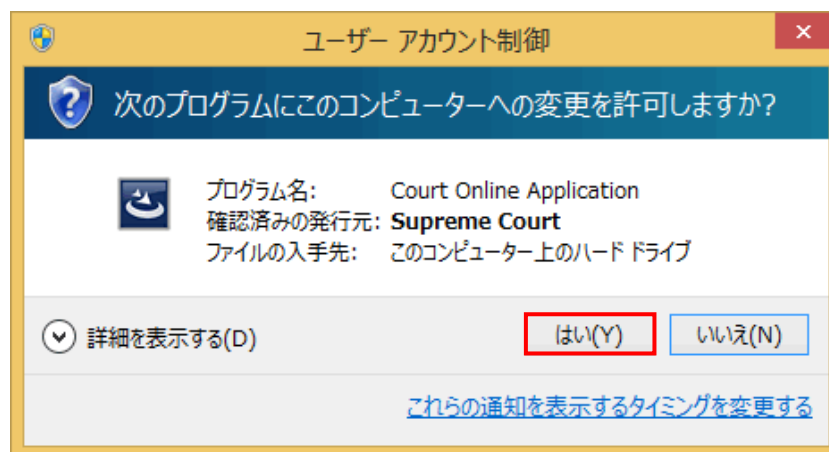 ユーザー アカウント制御
次のプログラムにこのコンピューターへの変更を許可しますか?
プログラム名: Court Online Application
確認済みの発行元: Supreme Court
ファイルの入手先: このコンピューター上のハード ドライブ
詳細を表示する(D) はい(Y) いいえ(N)
これらの通知を表示するタイミングを変更する